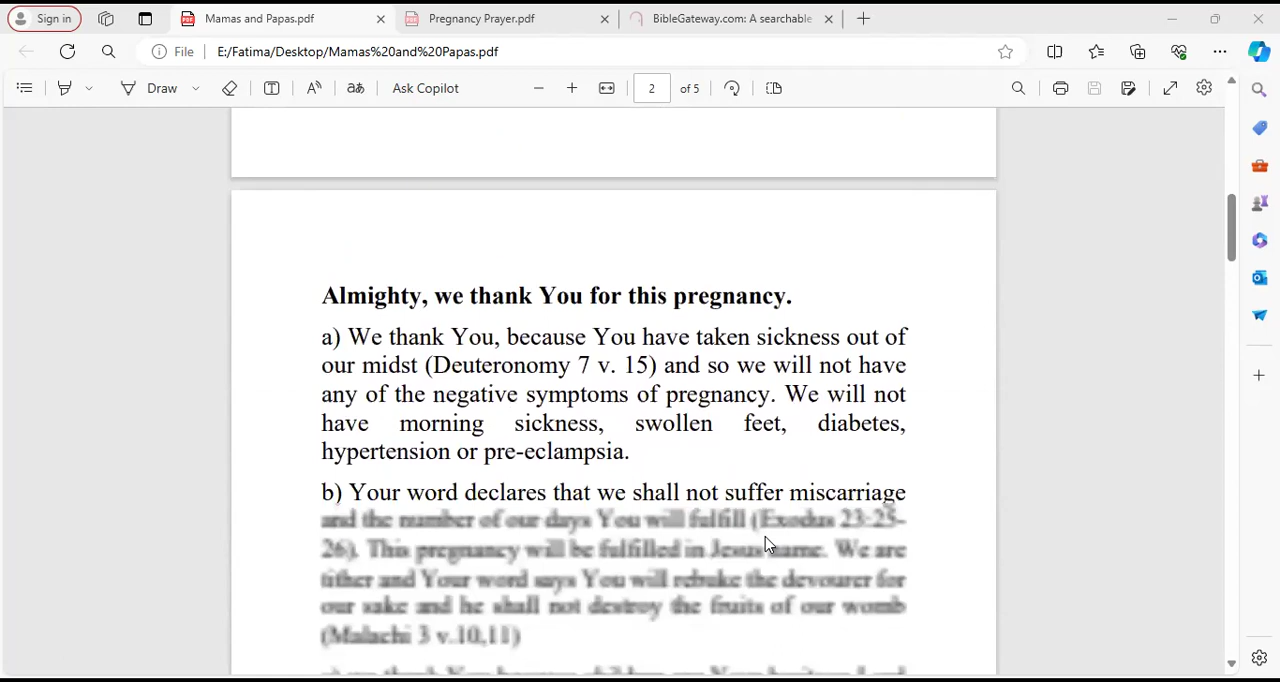 Sign in
Mamas and Papas.pdf
Pregnancy Prayer.pdf
BibleGateway.com: A searchable
File
E:/Fatima/Desktop/Mamas%20and%20Papas.pdf
Draw
aあ
Ask Copilot
2 of 5
Almighty, we thank You for this pregnancy.
a) We thank You, because You have taken sickness out of
our midst (Deuteronomy 7 v. 15) and so we will not have
any of the negative symptoms of pregnancy. We will not
have morning sickness, swollen feet, diabetes,
hypertension or pre-eclampsia.
b) Your word declares that we shall not suffer miscarriage
and the number of our days You will fulfill (Exodus 23:25-
26). This pregnancy will be fulfilled in Jesus name. We are
tither and Your word says You will rebuke the devourer for
our sake and he shall not destroy the fruits of our womb
(Malachi 3 v.10,11)